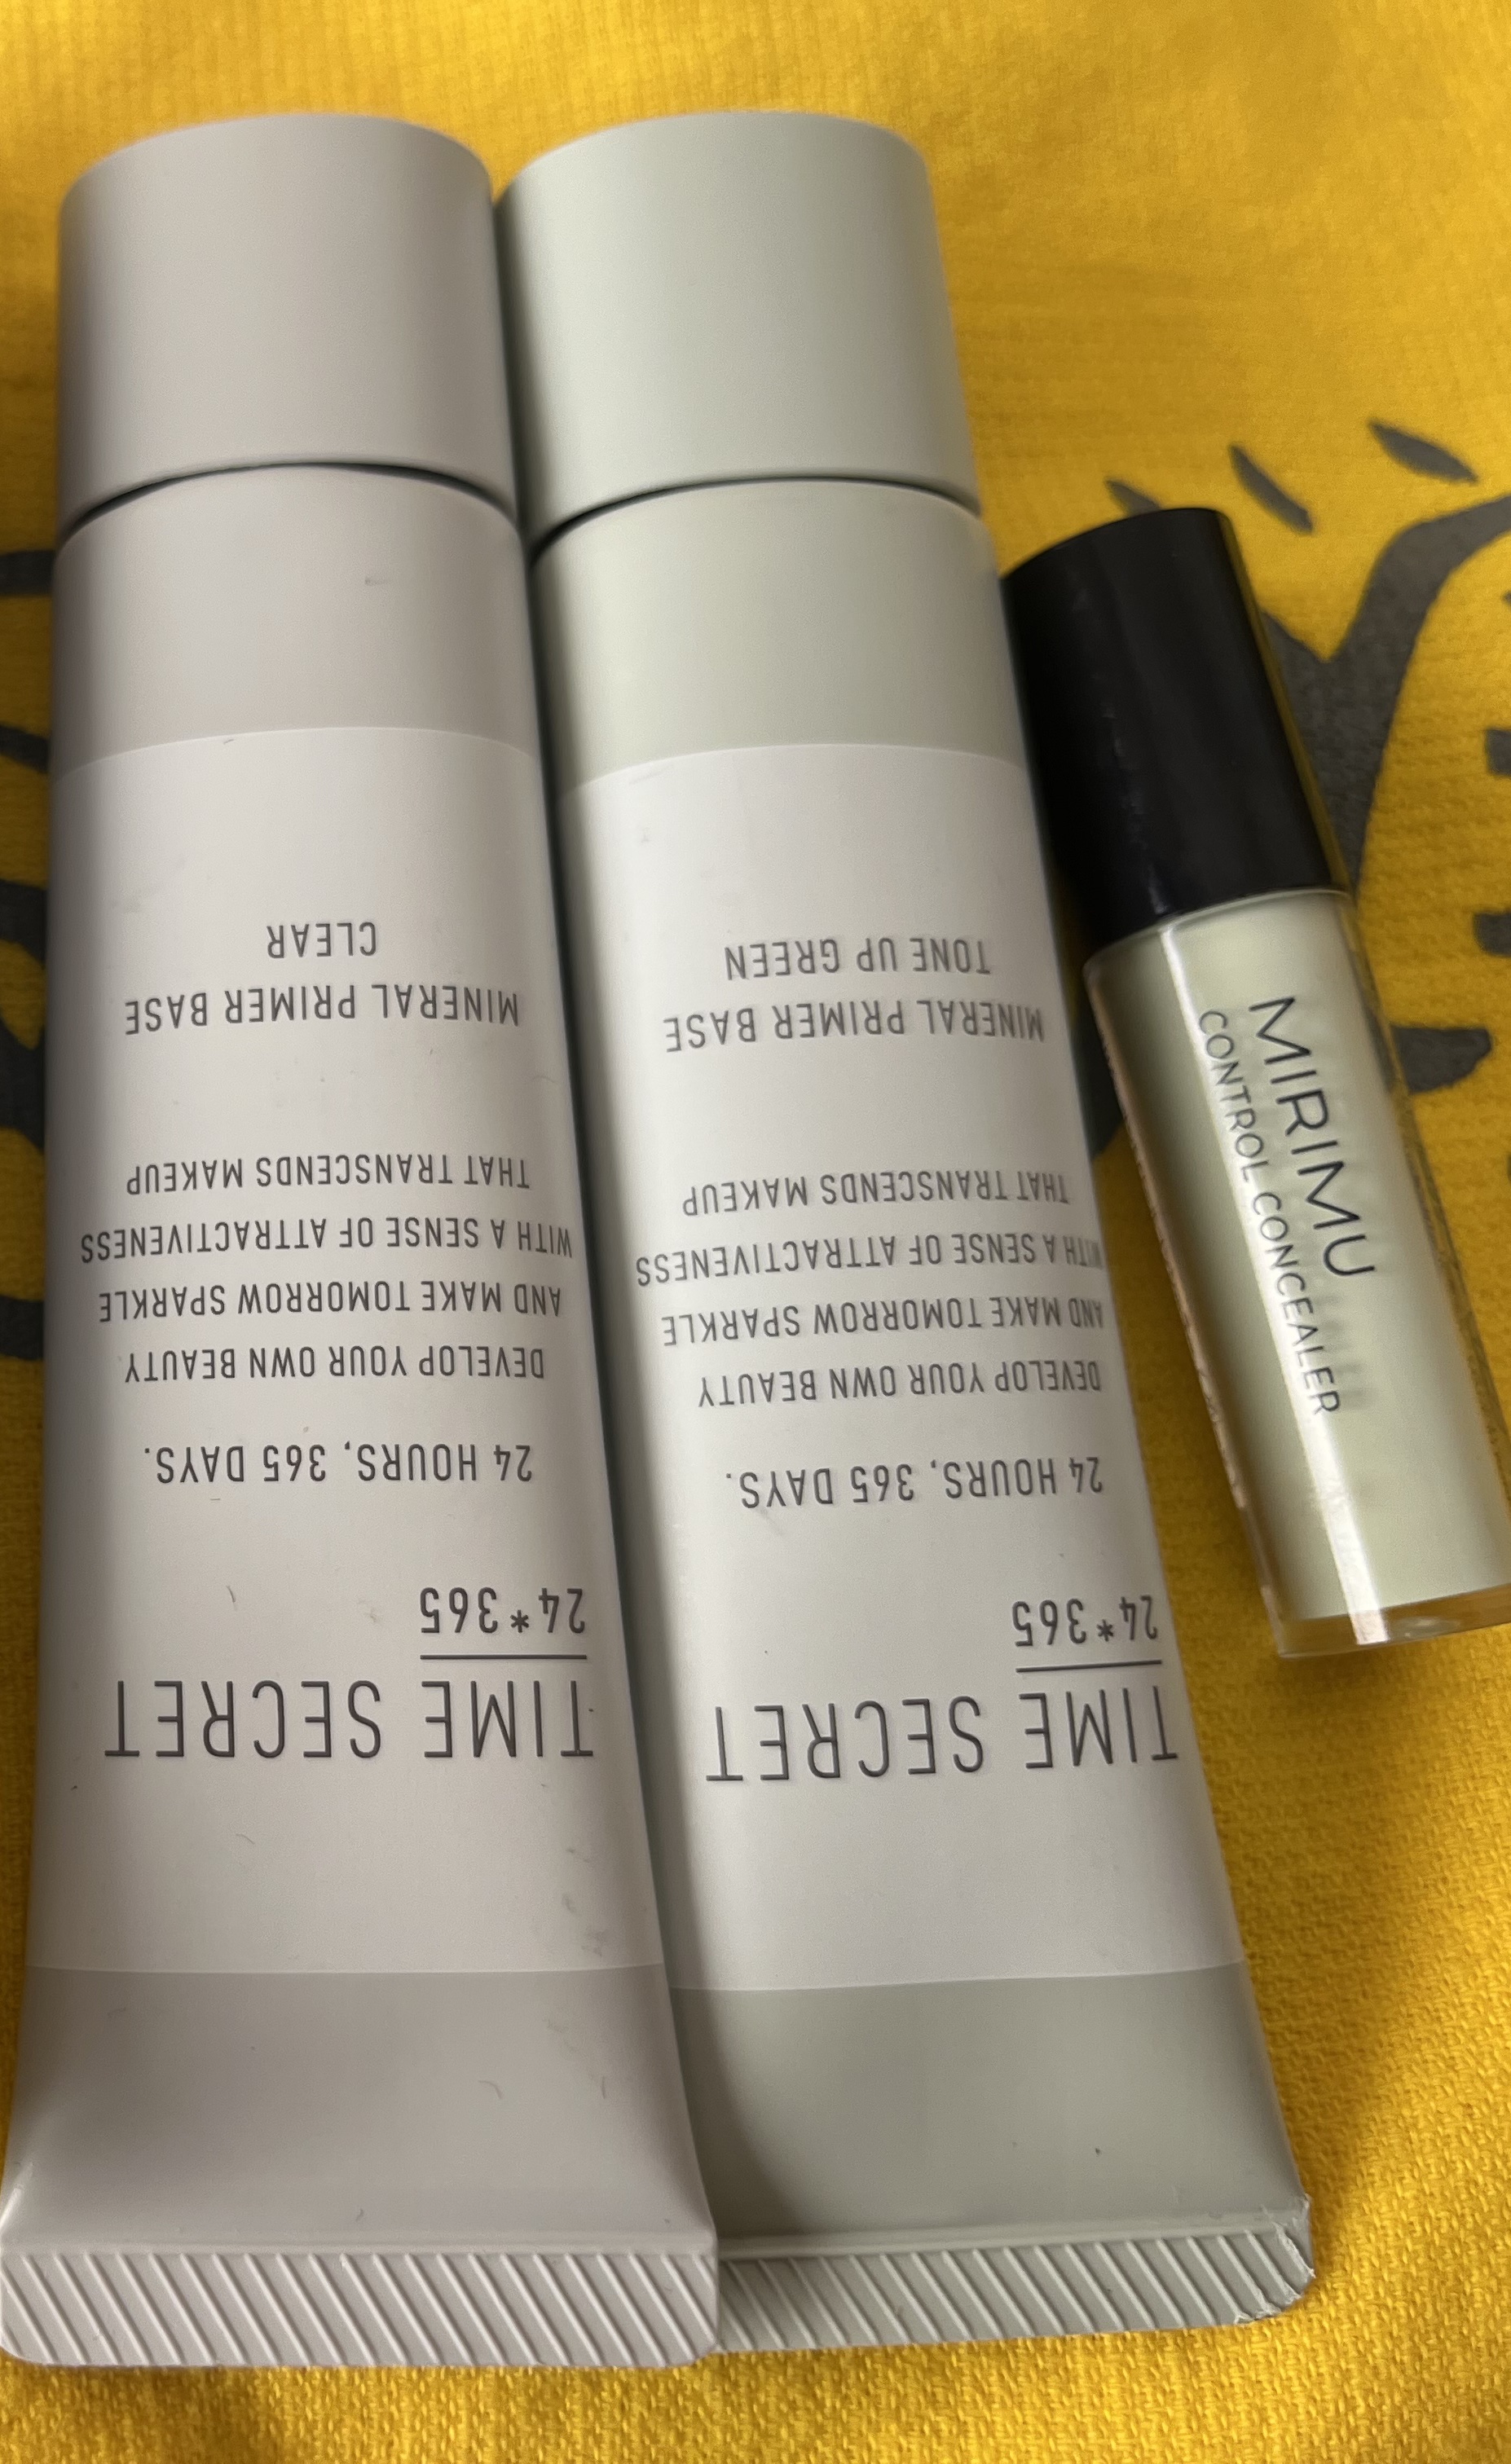 TIME SECRET
24*365
24 HOURS, 365 DAYS.
DEVELOP YOUR OWN BEAUTY
AND MAKE TOMORROW SPARKLE
WITH A SENSE OF ATTRACTIVENESS
THAT TRANSCENDS MAKEUP
MINERAL PRIMER BASE
CLEAR
TIME SECRET
24*365
24 HOURS, 365 DAYS.
DEVELOP YOUR OWN BEAUTY
AND MAKE TOMORROW SPARKLE
WITH A SENSE OF ATTRACTIVENESS
THAT TRANSCENDS MAKEUP
MINERAL PRIMER BASE
TONE UP GREEN
MIRIMU
CONTROL CONCEALER